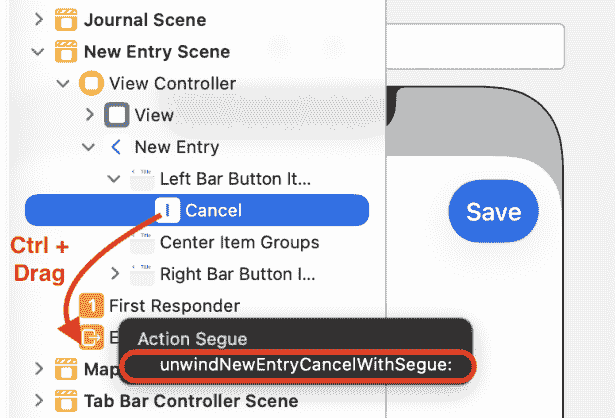 Journal Scene
New Entry Scene
View Controller
View
New Entry
Left Bar Button It...
Cancel
Save
Center Item Groups
Ctrl +
Drag
Right Bar Button I...
First Responder
E
Action Segue
Map
unwindNewEntryCancelWithSegue:
Tab Bar Controller Scene